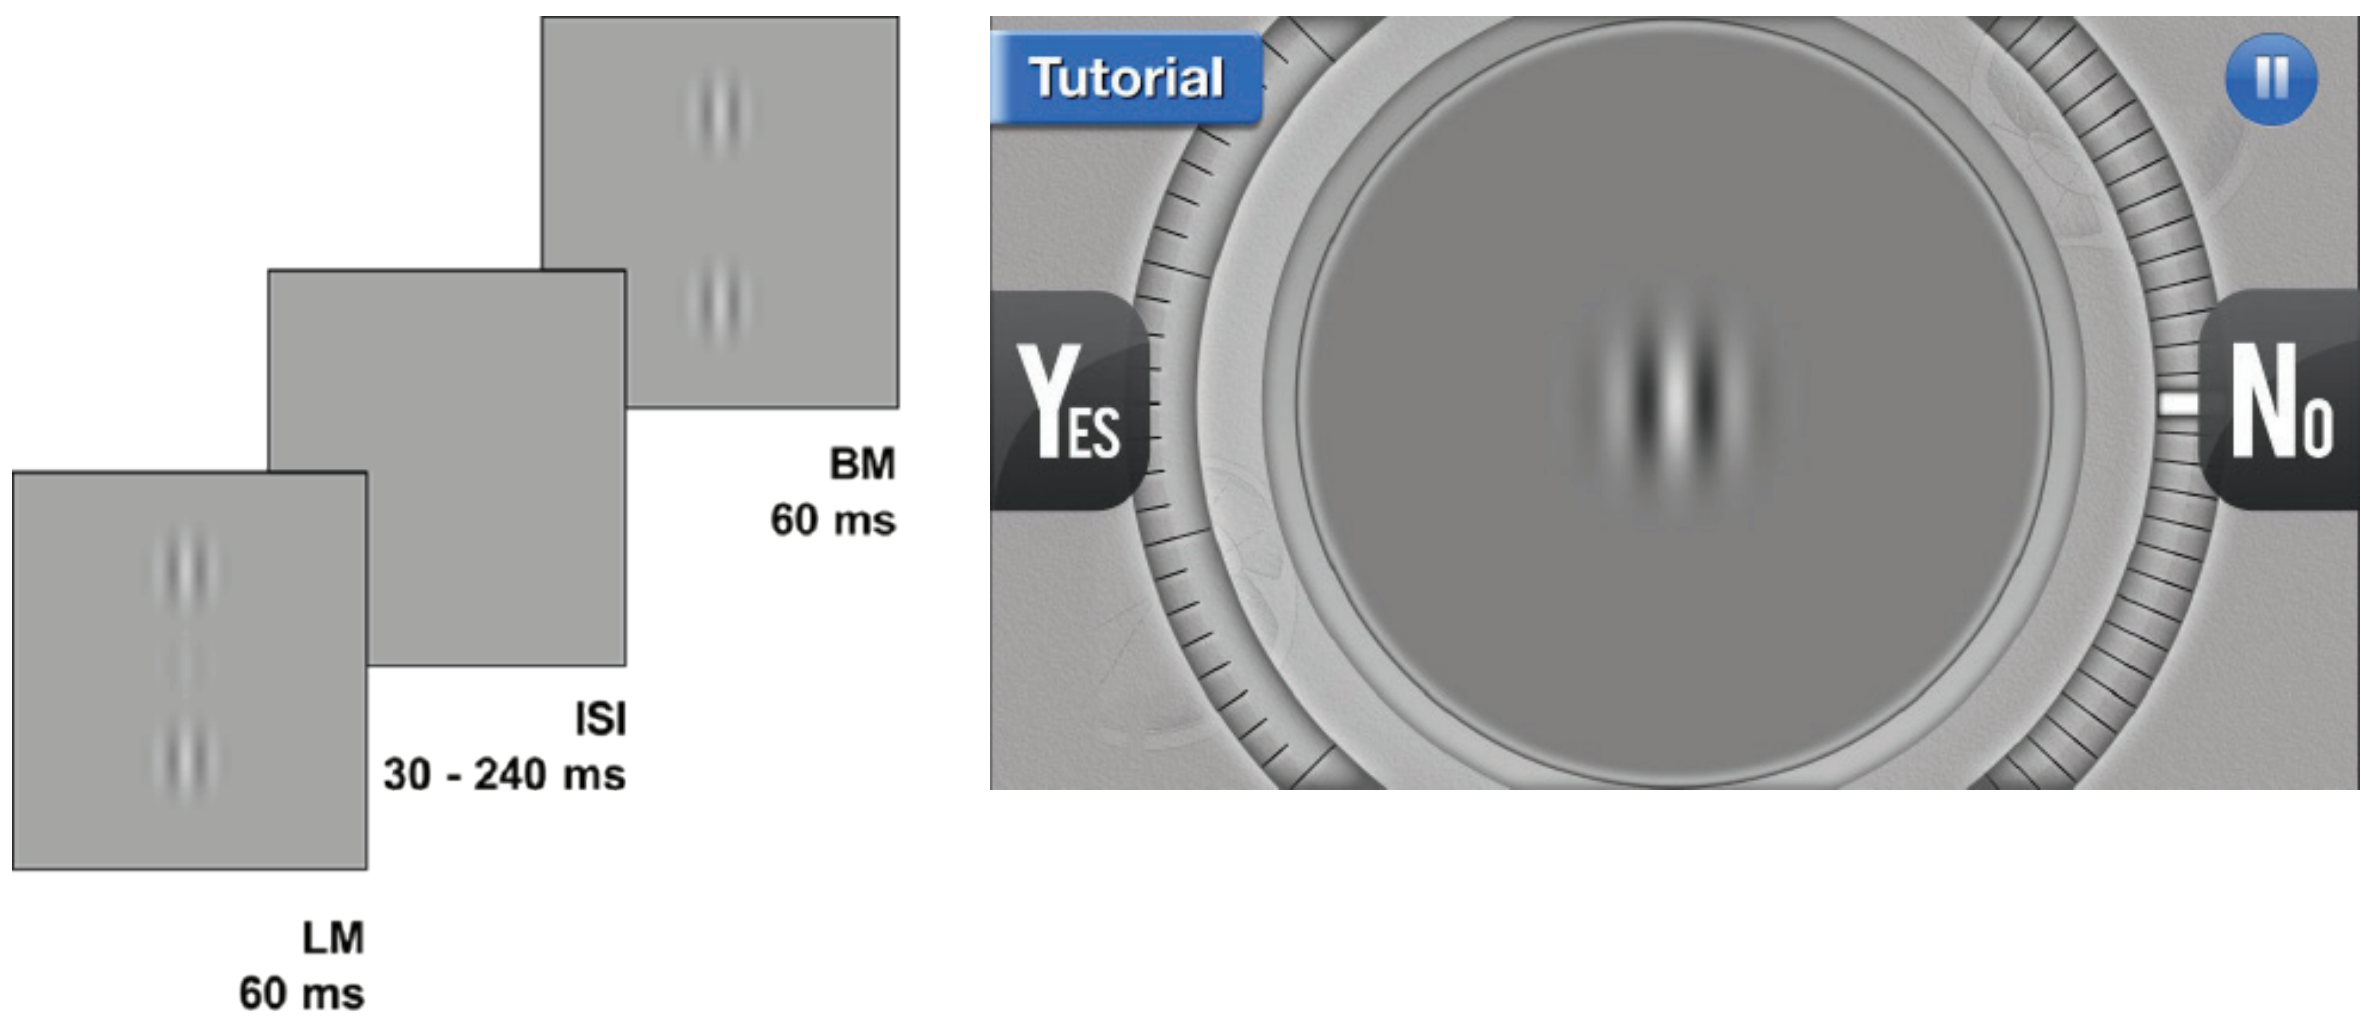 BM
60 ms
ISI
30 - 240 ms
LM
60 ms
Tutorial
YES
NO